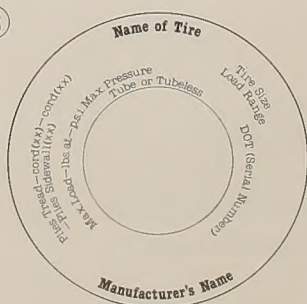 Name of Tire
Tire Size
Load Range
DOT (Serial Number)
Plies Tread—cord(xx)—cord(xx)
—Plies Sidewall(xx)
Max Load—lbs. at—p.s.i. Max Pressure
Tube or Tubeless
Manufacturer's Name